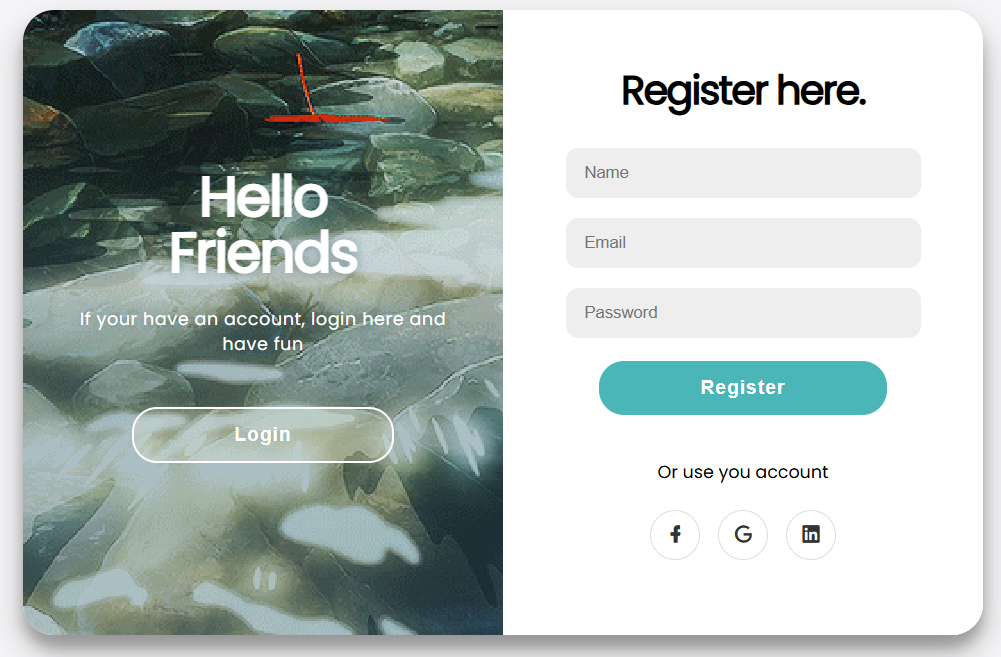 Hello
Friends
If your have an account, login here and
have fun
Login
Register here.
Name
Email
Password
Register
Or use you account